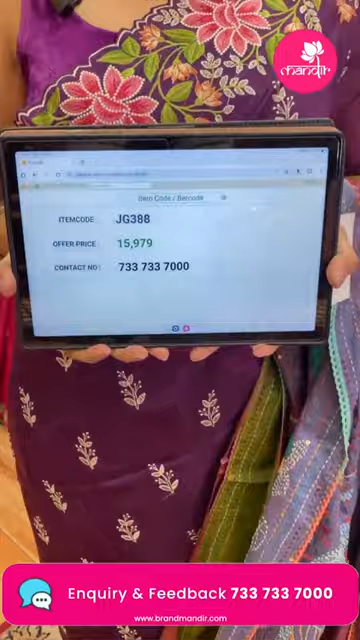 mandir
Item Code / Barcode
ITEMCODE : JG388
OFFER PRICE : 15,979
CONTACT NO : 733 733 7000
Enquiry & Feedback 733 733 7000
www.brandmandir.com